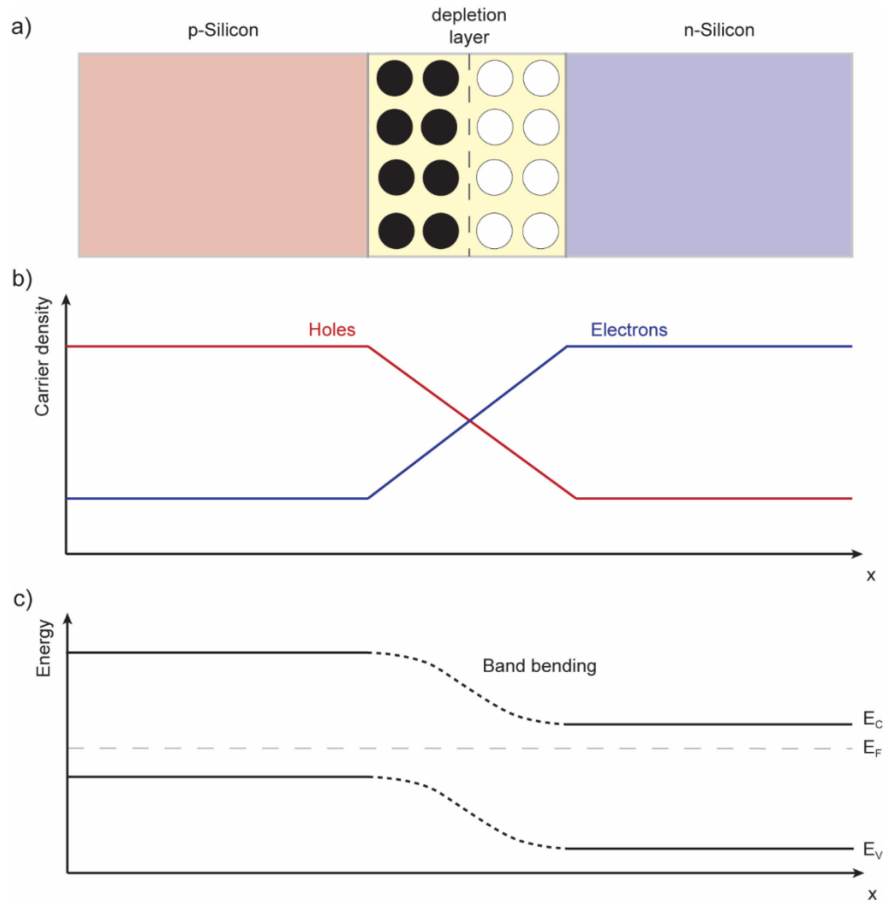 a)
p-Silicon
depletion
layer
n-Silicon
b)
Carrier density
Holes
Electrons
x
c)
Energy
Band bending
E_C
E_F
E_V
x